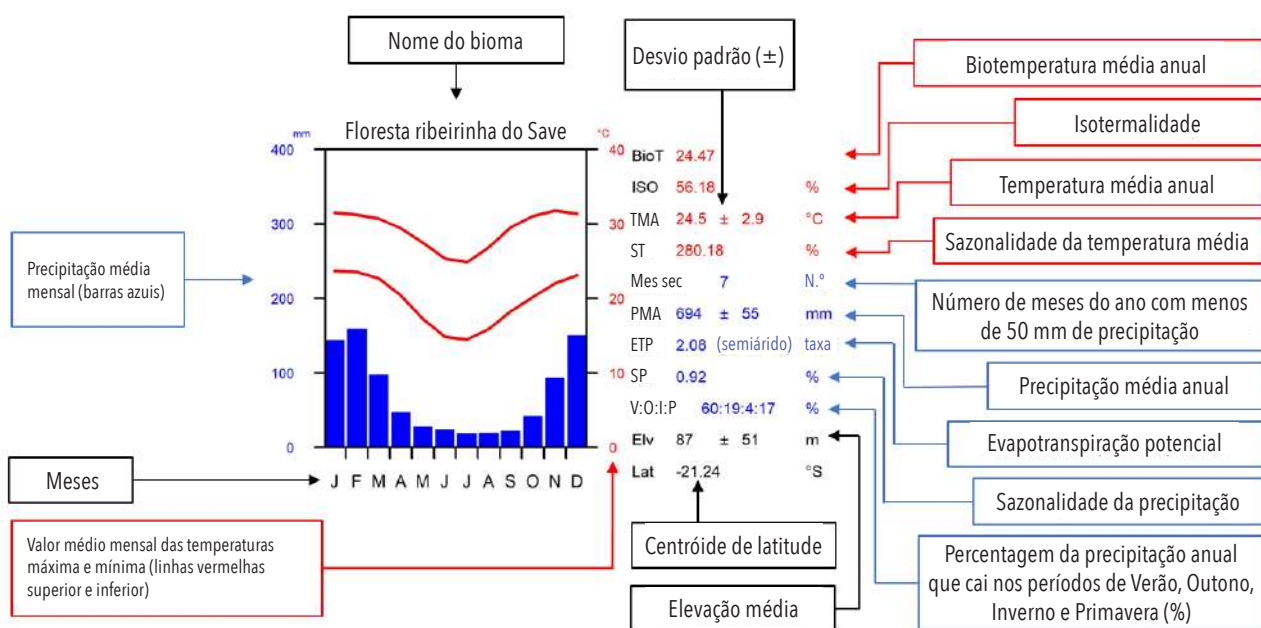 Nome do bioma
Desvio padrão (±)
Biotemperatura média anual
Isotermalidade
Temperatura média anual
Sazonalidade da temperatura média
Número de meses do ano com menos
de 50 mm de precipitação
Precipitação média anual
Evapotranspiração potencial
Sazonalidade da precipitação
Percentagem da precipitação anual
que cai nos períodos de Verão, Outono,
Inverno e Primavera (%)
Floresta ribeirinha do Save
mm
°C
400
300
200
100
0
40
30
20
10
0
J F M A M J J A S O N D
BioT 24.47
ISO 56.18 %
TMA 24.5 ± 2.9 °C
ST 280.18 %
Mes sec 7 N.º
PMA 694 ± 55 mm
ETP 2.08 (semiárido) taxa
SP 0.92 %
V:O:I:P 60:19:4:17 %
Elv 87 ± 51 m
Lat -21.24 °S
Precipitação média
mensal (barras azuis)
Meses
Valor médio mensal das temperaturas
máxima e mínima (linhas vermelhas
superior e inferior)
Centróide de latitude
Elevação média